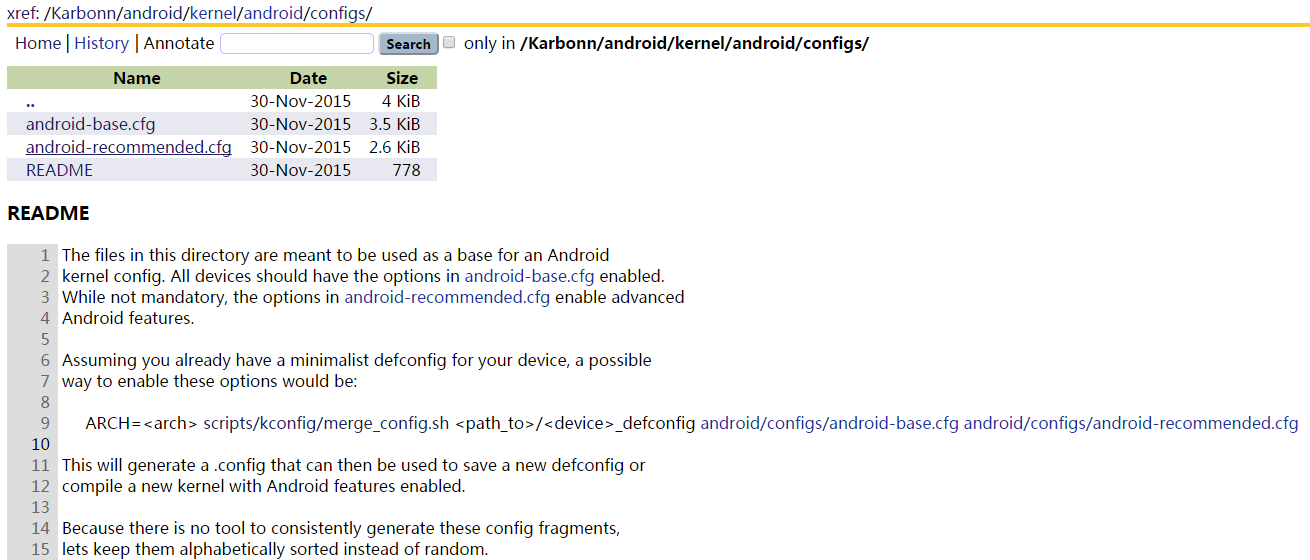 xref: /Karbonn/android/kernel/android/configs/
Home | History | Annotate Search only in /Karbonn/android/kernel/android/configs/
Name Date Size
.. 30-Nov-2015 4 KiB
android-base.cfg 30-Nov-2015 3.5 KiB
android-recommended.cfg 30-Nov-2015 2.6 KiB
README 30-Nov-2015 778
README
1 The files in this directory are meant to be used as a base for an Android
2 kernel config. All devices should have the options in android-base.cfg enabled.
3 While not mandatory, the options in android-recommended.cfg enable advanced
4 Android features.
5
6 Assuming you already have a minimalist defconfig for your device, a possible
7 way to enable these options would be:
8
9 ARCH=<arch> scripts/kconfig/merge_config.sh <path_to>/<device>_defconfig android/configs/android-base.cfg android/configs/android-recommended.cfg
10
11 This will generate a .config that can then be used to save a new defconfig or
12 compile a new kernel with Android features enabled.
13
14 Because there is no tool to consistently generate these config fragments,
15 lets keep them alphabetically sorted instead of random.